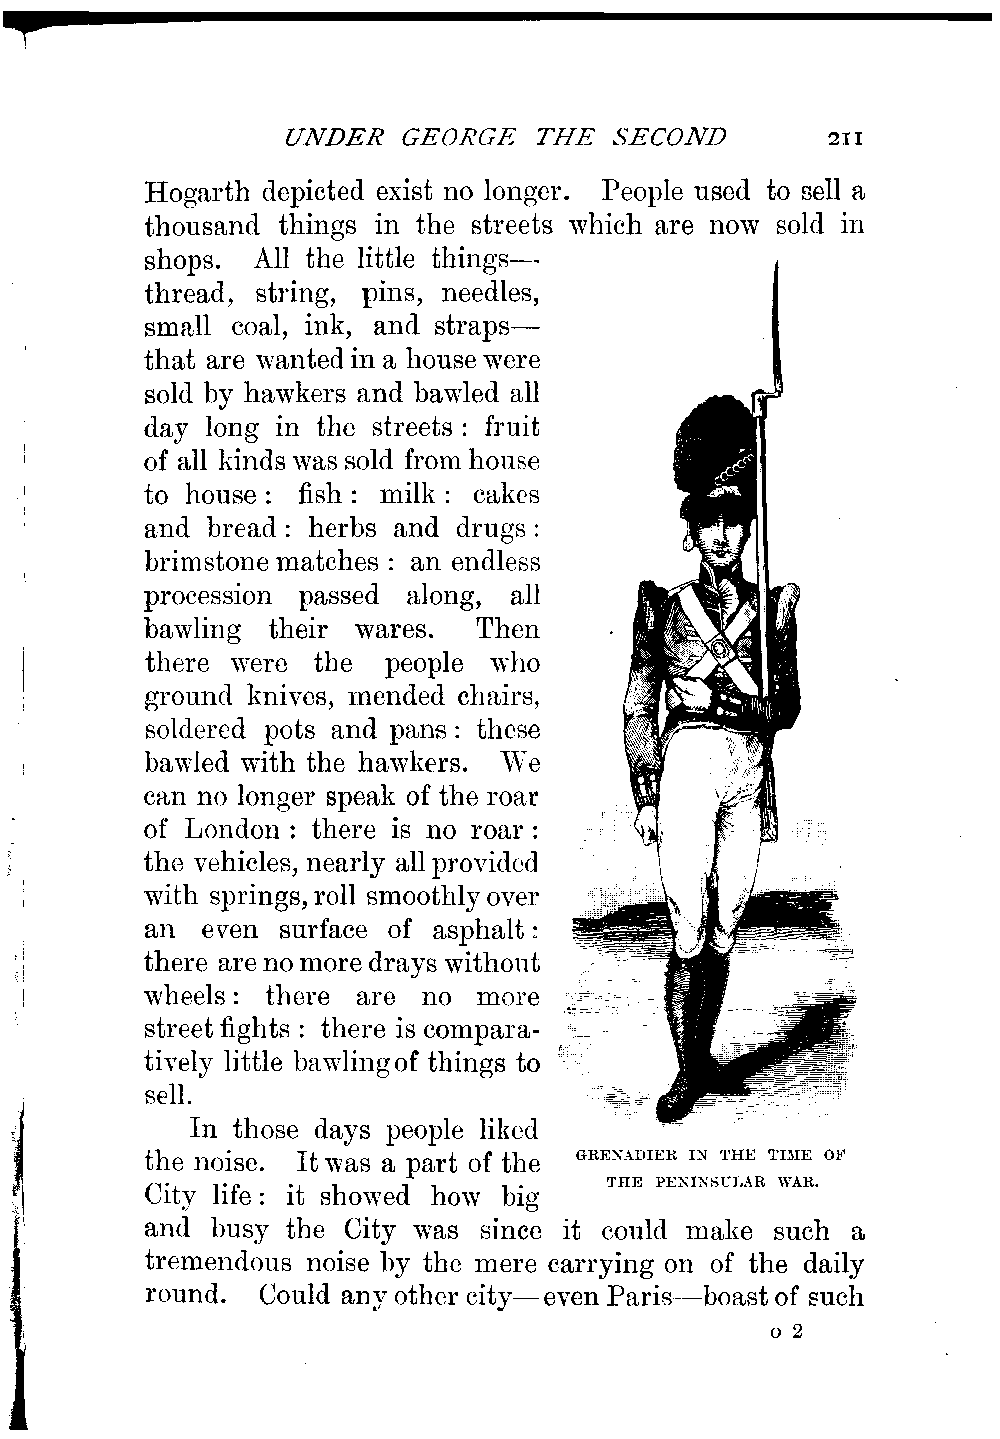 UNDER GEORGE THE SECOND 211
Hogarth depicted exist no longer. People used to sell a
thousand things in the streets which are now sold in
shops. All the little things—
thread, string, pins, needles,
small coal, ink, and straps—
that are wanted in a house were
sold by hawkers and bawled all
day long in the streets : fruit
of all kinds was sold from house
to house : fish : milk : cakes
and bread : herbs and drugs :
brimstone matches : an endless
procession passed along, all
bawling their wares. Then
there were the people who
ground knives, mended chairs,
soldered pots and pans : these
bawled with the hawkers. We
can no longer speak of the roar
of London : there is no roar :
the vehicles, nearly all provided
with springs, roll smoothly over
an even surface of asphalt :
there are no more drays without
wheels : there are no more
street fights : there is compara-
tively little bawling of things to
sell.
In those days people liked
the noise. It was a part of the
City life : it showed how big
and busy the City was since it could make such a
tremendous noise by the mere carrying on of the daily
round. Could any other city—even Paris—boast of such
GRENADIER IN THE TIME OF
THE PENINSULAR WAR.
O 2